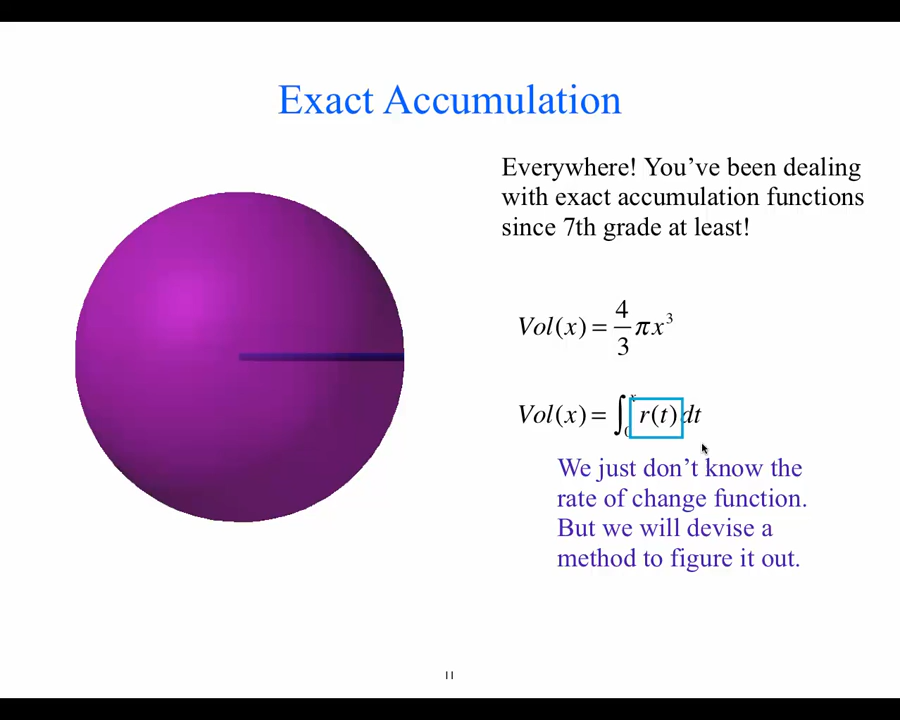 Exact Accumulation
Everywhere! You’ve been dealing
with exact accumulation functions
since 7th grade at least!
Vol(x) = 4/3 πx³
Vol(x) = ∫₀ˣ r(t)dt
We just don’t know the
rate of change function.
But we will devise a
method to figure it out.
11